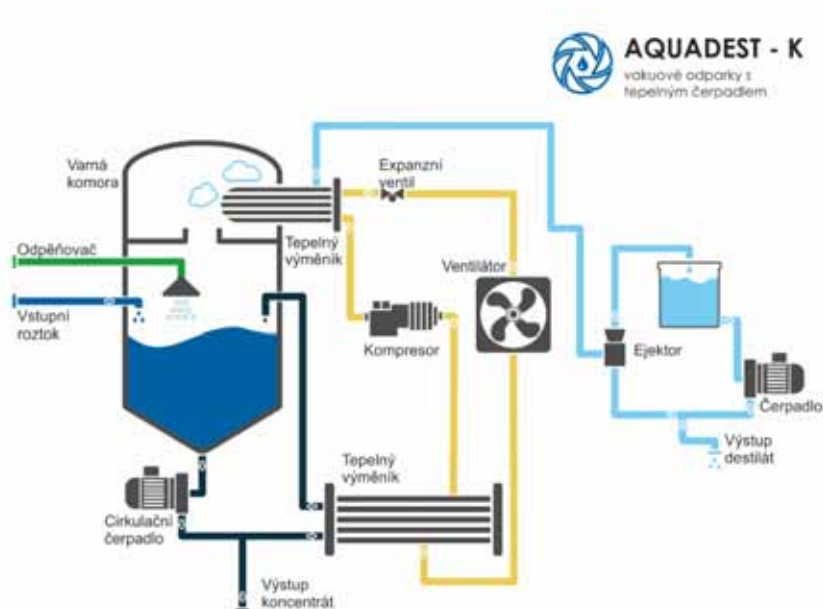 AQUADEST - K
vakuové odparky s
tepelným čerpadlem
Varná
komora
Expanzní
ventil
Odpěňovač
Tepelný
výměník
Ventilátor
Vstupní
roztok
Kompresor
Ejektor
Čerpadlo
Výstup
destilát
Tepelný
výměník
Cirkulační
čerpadlo
Výstup
koncentrát